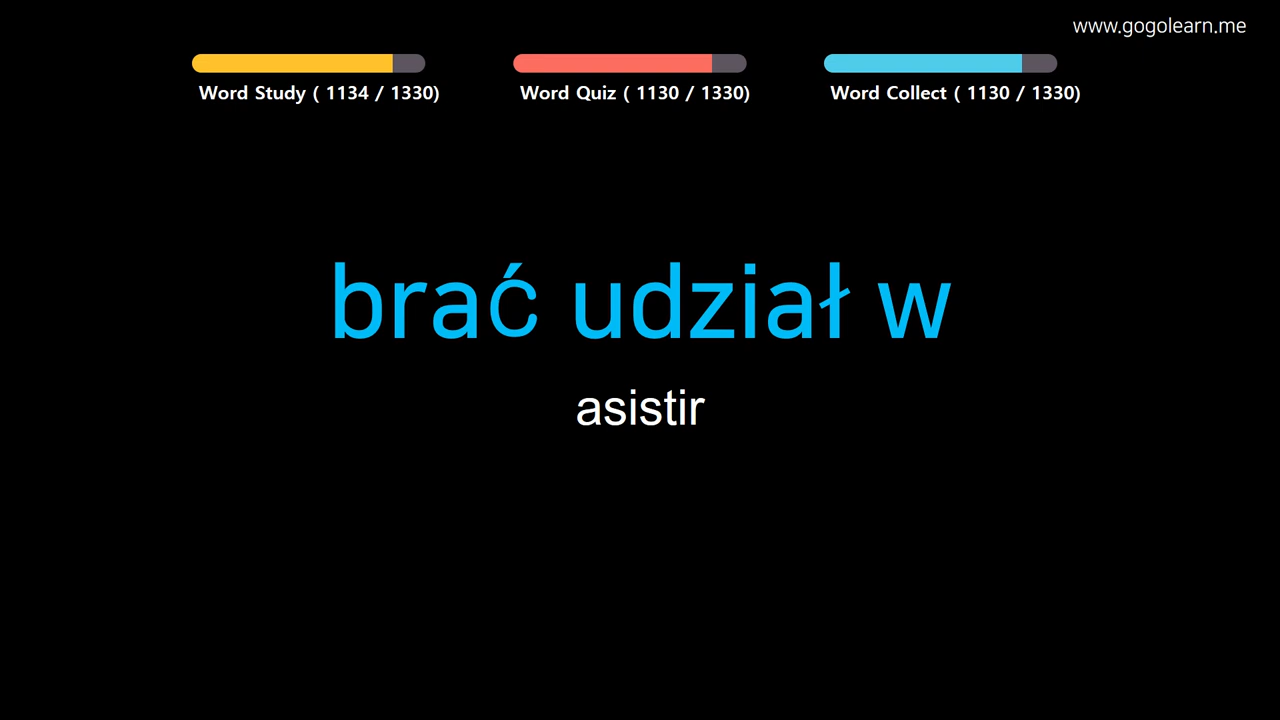 www.gogolearn.me
Word Study ( 1134 / 1330)
Word Quiz ( 1130 / 1330)
Word Collect ( 1130 / 1330)
brać udział w
asistir